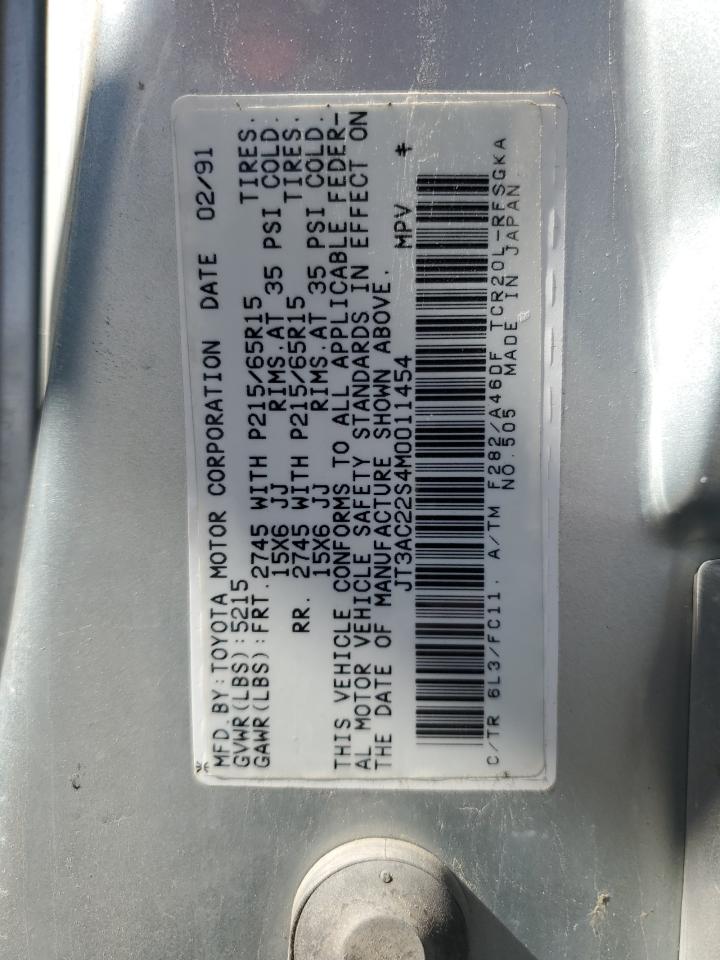 MFD.BY:TOYOTA MOTOR CORPORATION DATE 02/91
GVWR(LBS):5215
GAWR(LBS):FRT.2745 WITH P215/65R15 TIRES.
15X6 JJ RIMS.AT 35 PSI COLD.
RR. 2745 WITH P215/65R15 TIRES.
15X6 JJ RIMS.AT 35 PSI COLD.
THIS VEHICLE CONFORMS TO ALL APPLICABLE FEDER-
AL MOTOR VEHICLE SAFETY STANDARDS IN EFFECT ON
THE DATE OF MANUFACTURE SHOWN ABOVE.
JT3AC22S4M0011454 MPV
C/TR 6L3/FC11. A/TM F282/A46DF TCR20L-RFSGKA
NO.505 MADE IN JAPAN